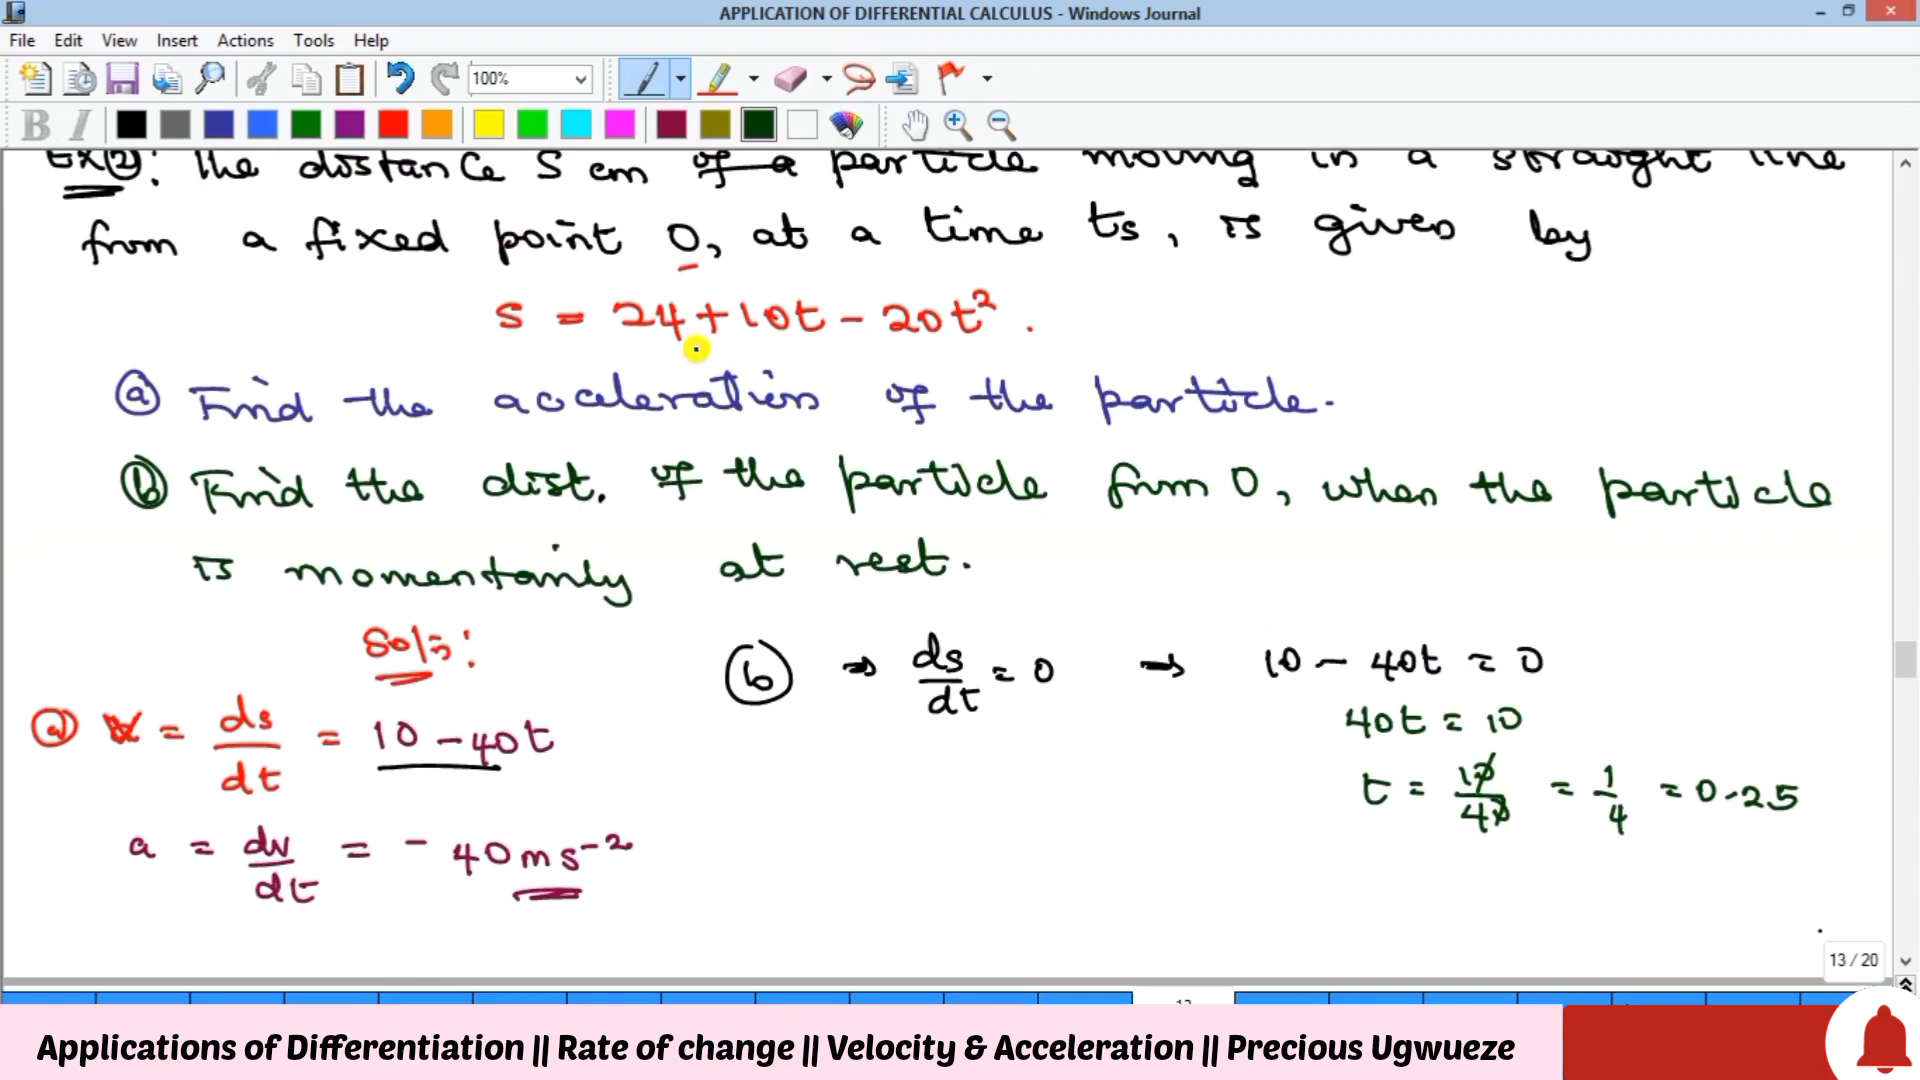 APPLICATION OF DIFFERENTIAL CALCULUS - Windows Journal
File Edit View Insert Actions Tools Help
100%
B I
Ex②: The distance S cm of a particle moving in a straight line
from a fixed point O, at a time ts, is given by
S = 24+10t - 20t².
ⓐ Find the acceleration of the particle.
ⓑ Find the dist. of the particle from O, when the particle
is momentarily at rest.
Soln:
ⓐ V = ds/dt = 10 - 40t
a = dv/dt = - 40ms⁻²
ⓑ ⇒ ds/dt = 0 ⇒ 10 - 40t = 0
40t = 10
t = 10/40 = 1/4 = 0.25
13 / 20
Applications of Differentiation || Rate of change || Velocity & Acceleration || Precious Ugwueze